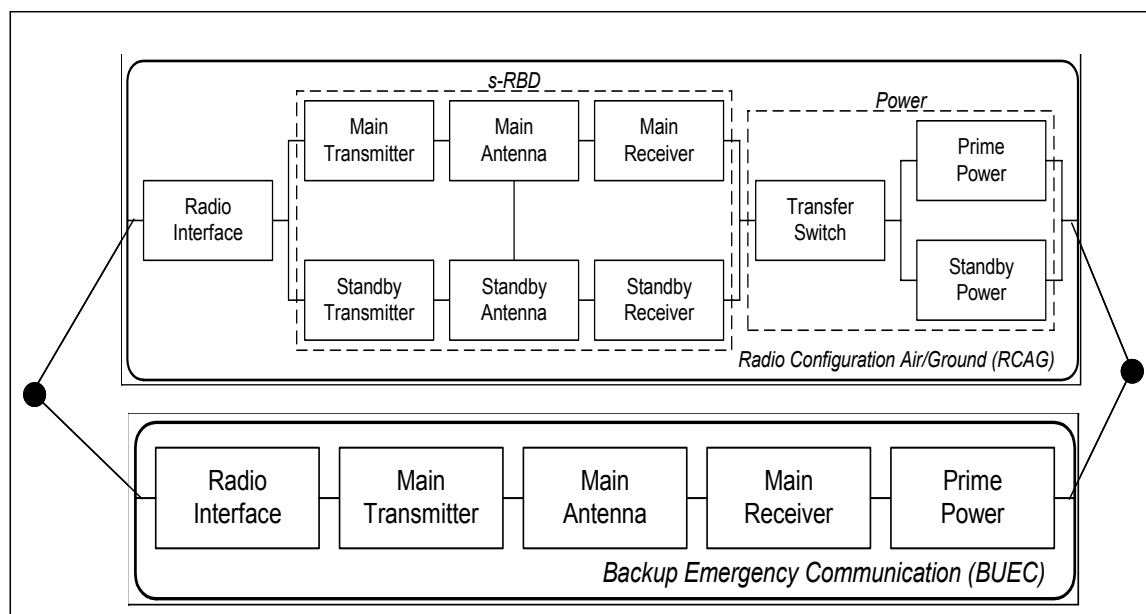 s-RBD
Power
Main
Transmitter
Main
Antenna
Main
Receiver
Prime
Power
Radio
Interface
Transfer
Switch
Standby
Transmitter
Standby
Antenna
Standby
Receiver
Standby
Power
Radio Configuration Air/Ground (RCAG)
Radio
Interface
Main
Transmitter
Main
Antenna
Main
Receiver
Prime
Power
Backup Emergency Communication (BUEC)